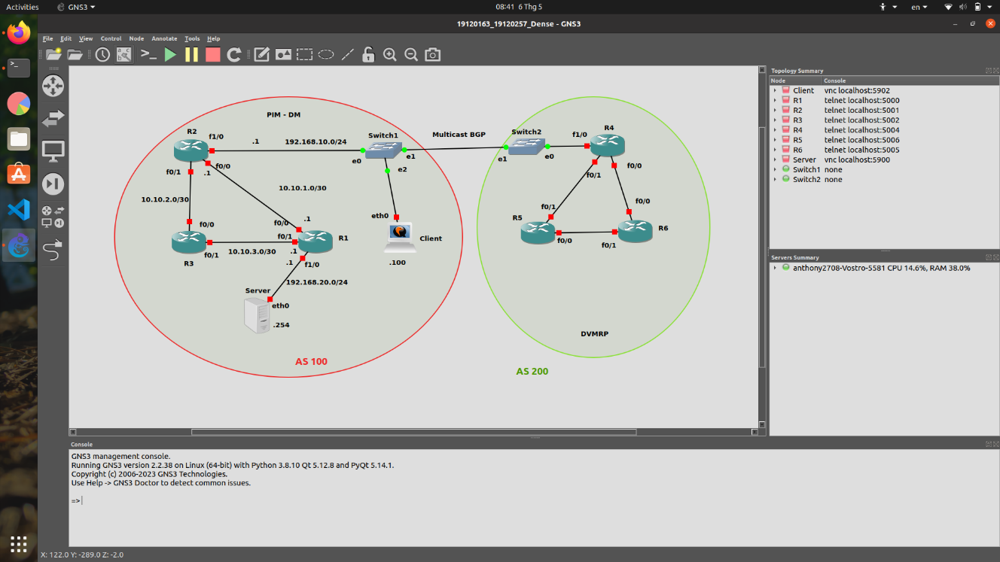 Activities
GNS3
08:41 6 Thg 5
en
19120163_19120257_Dense - GNS3
File Edit View Control Node Annotate Tools Help
Topology Summary
Node Console
Client vnc localhost:5902
R1 telnet localhost:5000
R2 telnet localhost:5001
R3 telnet localhost:5002
R4 telnet localhost:5004
R5 telnet localhost:5006
R6 telnet localhost:5005
Server vnc localhost:5900
Switch1 none
Switch2 none
Servers Summary
anthony2708-Vostro-5581 CPU 14.6%, RAM 38.0%
PIM - DM
R2
f1/0
.1
192.168.10.0/24
Switch1
e0
e1
e2
Multicast BGP
Switch2
e1
e0
f1/0
R4
f0/0
f0/1
f0/1
f0/0
.1
10.10.2.0/30
10.10.1.0/30
f0/0
f0/1
R3
10.10.3.0/30
f0/0
.1
f0/1
R1
.1
.1
f1/0
192.168.20.0/24
Server
eth0
.254
eth0
Client
.100
f0/1
R5
f0/0
f0/0
R6
f0/1
DVMRP
AS 100
AS 200
Console
GNS3 management console.
Running GNS3 version 2.2.38 on Linux (64-bit) with Python 3.8.10 Qt 5.12.8 and PyQt 5.14.1.
Copyright (c) 2006-2023 GNS3 Technologies.
Use Help -> GNS3 Doctor to detect common issues.
=>
X: 122.0 Y: -289.0 Z: -2.0